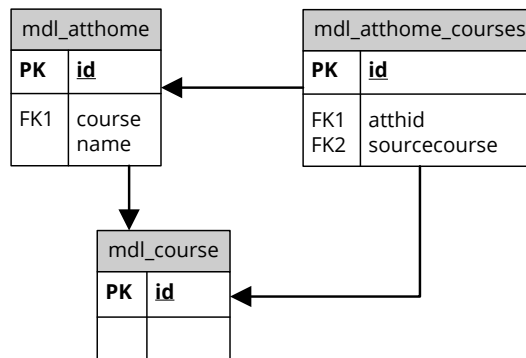 mdl_atthome
PK id
FK1 course
name
mdl_atthome_courses
PK id
FK1 atthid
FK2 sourcecourse
mdl_course
PK id